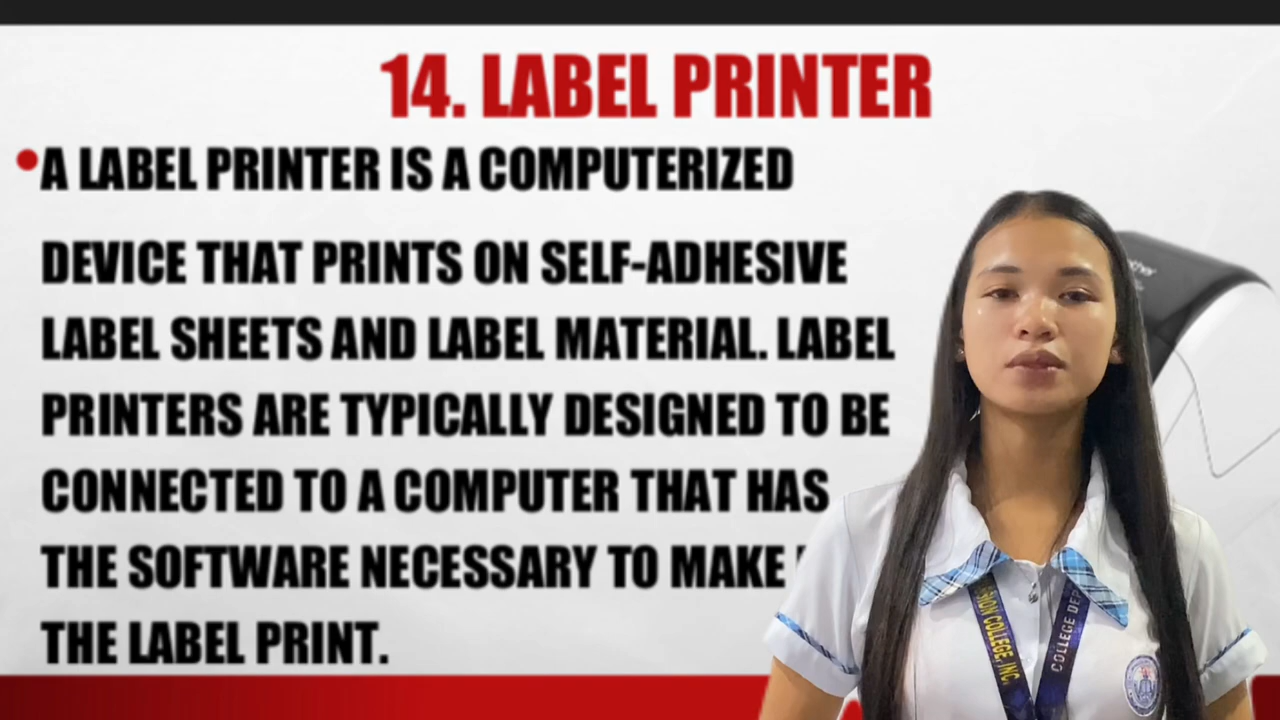 14. LABEL PRINTER
•A LABEL PRINTER IS A COMPUTERIZED
DEVICE THAT PRINTS ON SELF-ADHESIVE
LABEL SHEETS AND LABEL MATERIAL. LABEL
PRINTERS ARE TYPICALLY DESIGNED TO BE
CONNECTED TO A COMPUTER THAT HAS
THE SOFTWARE NECESSARY TO MAKE
THE LABEL PRINT.
COLLEGE, INC.
COLLEGE